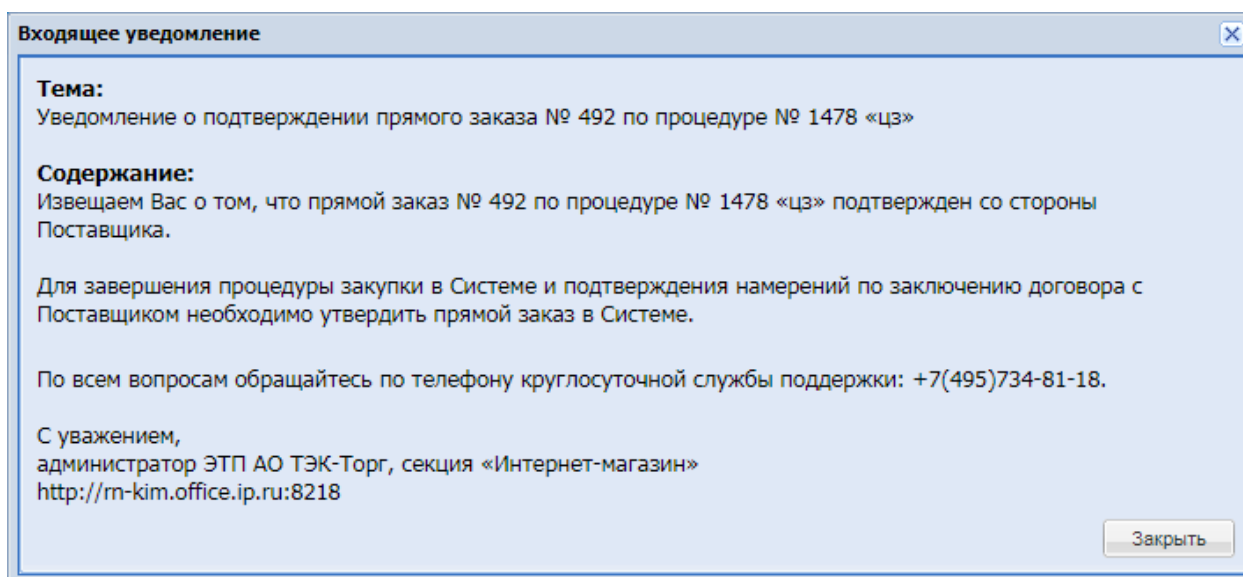 Входящее уведомление
Тема:
Уведомление о подтверждении прямого заказа № 492 по процедуре № 1478 «цз»
Содержание:
Извещаем Вас о том, что прямой заказ № 492 по процедуре № 1478 «цз» подтвержден со стороны
Поставщика.
Для завершения процедуры закупки в Системе и подтверждения намерений по заключению договора с
Поставщиком необходимо утвердить прямой заказ в Системе.
По всем вопросам обращайтесь по телефону круглосуточной службы поддержки: +7(495)734-81-18.
С уважением,
администратор ЭТП АО ТЭК-Торг, секция «Интернет-магазин»
http://rn-kim.office.ip.ru:8218
Закрыть